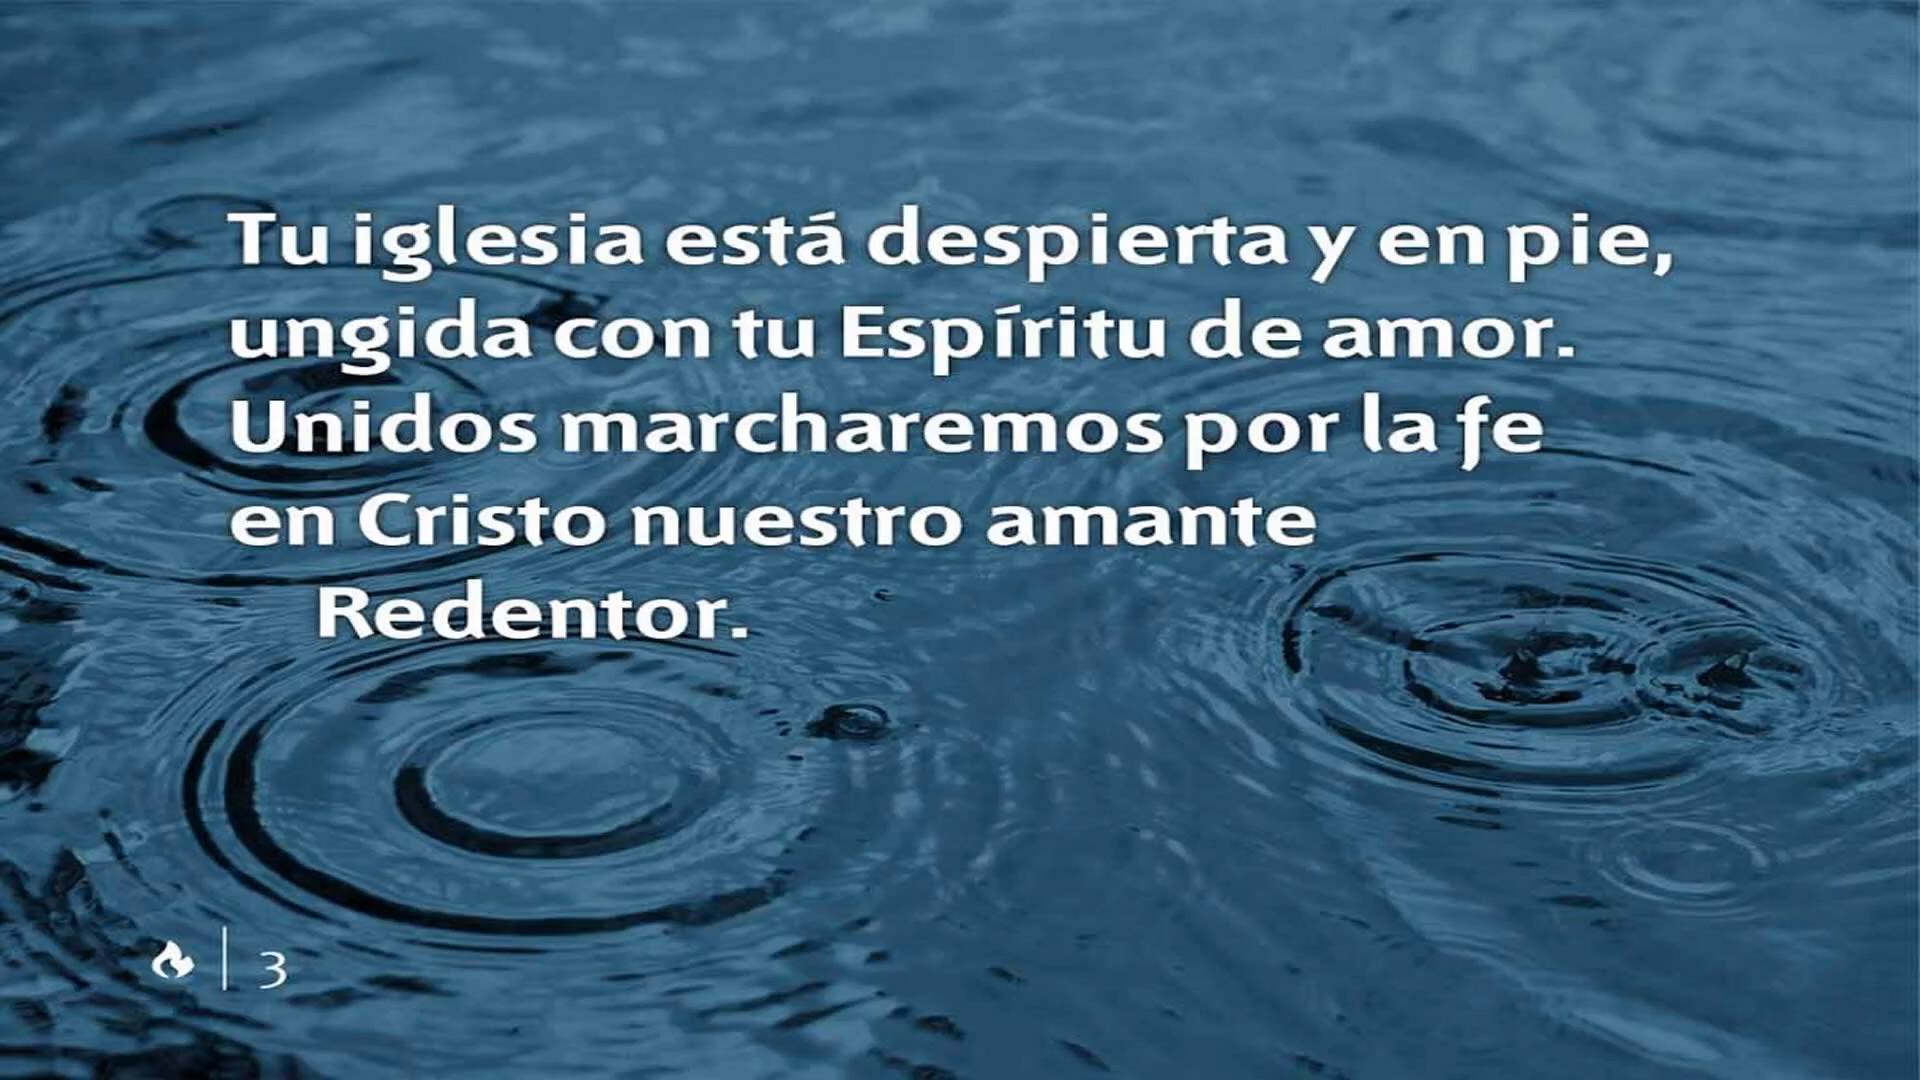 Tu iglesia está despierta y en pie,
ungida con tu Espíritu de amor.
Unidos marcharemos por la fe
en Cristo nuestro amante
Redentor.
3